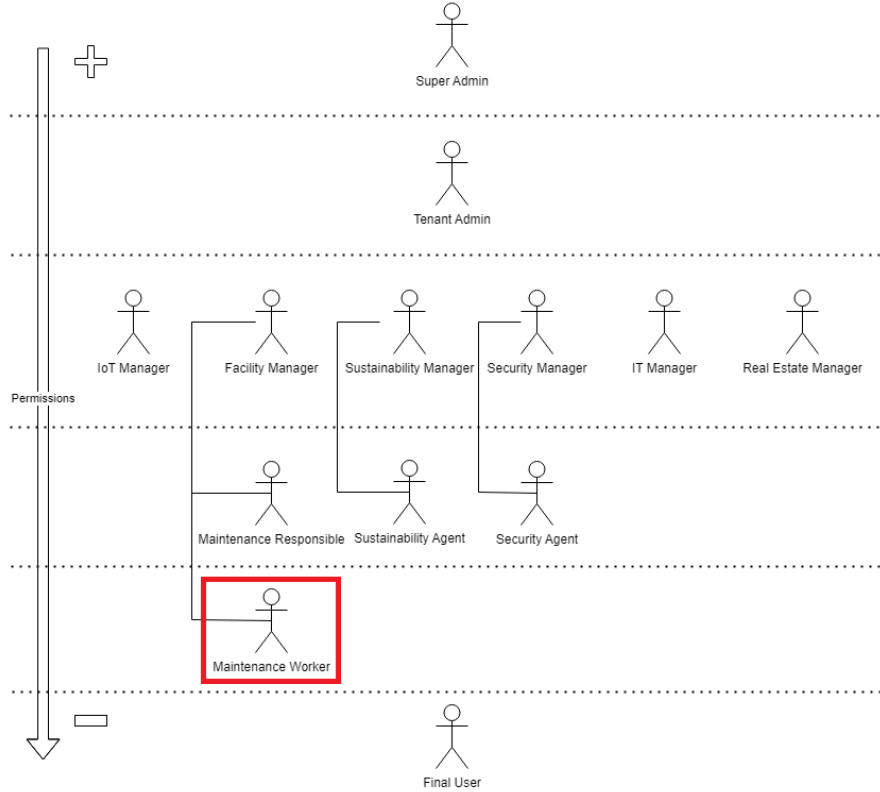 Super Admin
Tenant Admin
IoT Manager
Facility Manager
Sustainability Manager
Security Manager
IT Manager
Real Estate Manager
Permissions
Maintenance Responsible
Sustainability Agent
Security Agent
Maintenance Worker
Final User